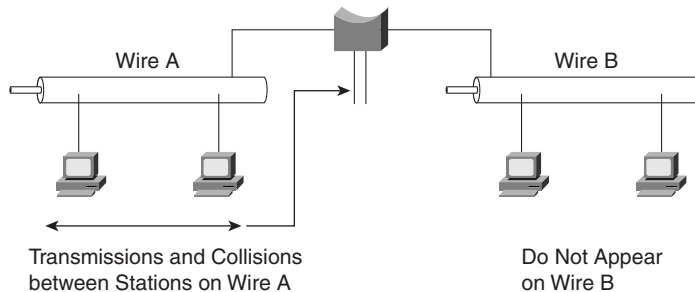 Wire A
Wire B
Transmissions and Collisions
between Stations on Wire A
Do Not Appear
on Wire B